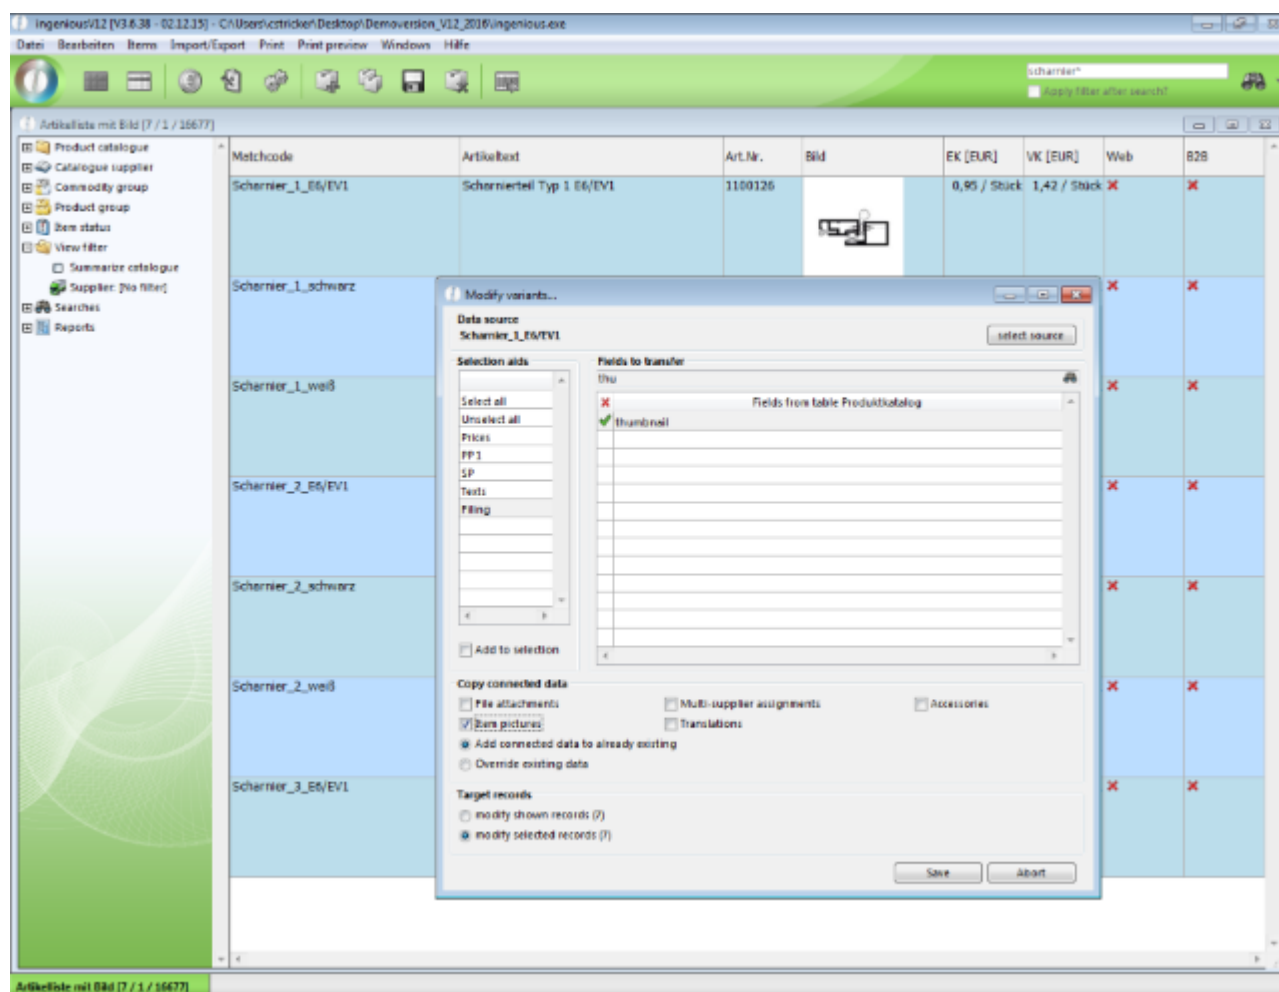 ingeniousV12 [V3.6.38 - 02.12.15] - C:\Users\cstricker\Desktop\Demoversion_V12_2016\ingenious.exe
Datei Bearbeiten Items Import/Export Print Print preview Windows Hilfe
scharnier*
Apply filter after search?
Artikelliste mit Bild [7 / 1 / 16677]
Product catalogue
Catalogue supplier
Commodity group
Product group
Item status
View filter
Summarize catalogue
Supplier: [No filter]
Searches
Reports
Matchcode Artikeltext Art.Nr. Bild EK [EUR] VK [EUR] Web B2B
Scharnier_1_E6/EV1 Scharnierteil Typ 1 E6/EV1 1100126 0,95 / Stück 1,42 / Stück
Scharnier_1_schwarz
Scharnier_1_weiß
Scharnier_2_E6/EV1
Scharnier_2_schwarz
Scharnier_2_weiß
Scharnier_3_E6/EV1
Modify variants...
Data source
Scharnier_1_E6/EV1
select source
Selection aids
Select all
Unselect all
Prices
PP1
SP
Texts
Filing
Add to selection
Fields to transfer
thu
Fields from table Produktkatalog
thumbnail
Copy connected data
File attachments Multi-supplier assignments Accessories
Item pictures Translations
Add connected data to already existing
Override existing data
Target records
modify shown records (7)
modify selected records (7)
Save Abort
Artikelliste mit Bild [7 / 1 / 16677]